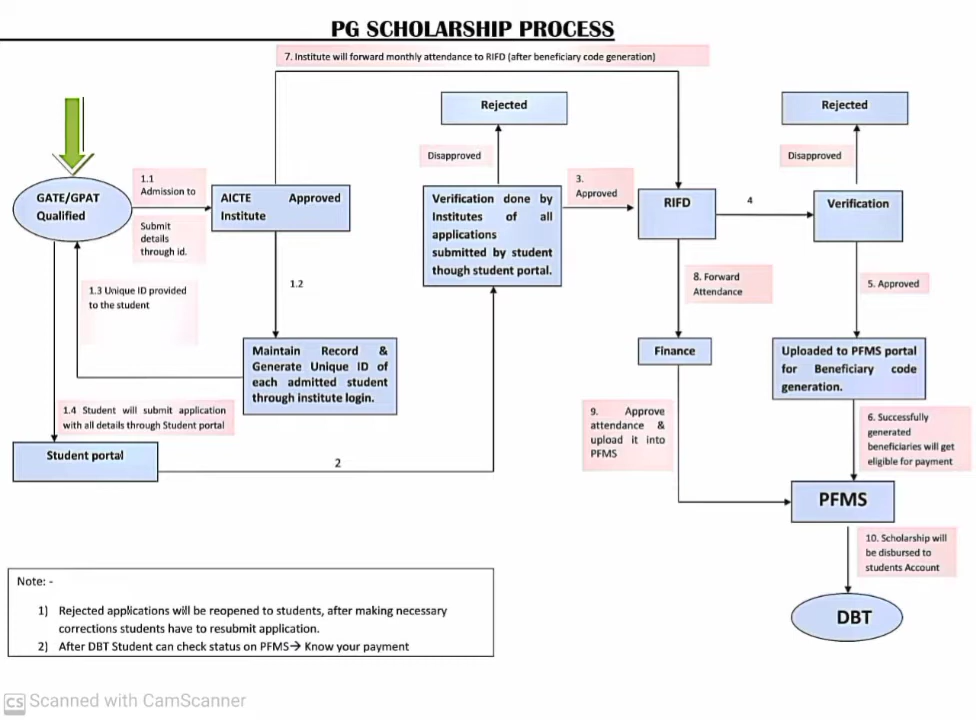 PG SCHOLARSHIP PROCESS
7. Institute will forward monthly attendance to RIFD (after beneficiary code generation)
Rejected
Rejected
Disapproved
Disapproved
GATE/GPAT
Qualified
1.1
Admission to
Submit
details
through id.
AICTE Approved
Institute
Verification done by
Institutes of all
applications
submitted by student
though student portal.
3.
Approved
RIFD
4
Verification
1.3 Unique ID provided
to the student
1.2
8. Forward
Attendance
5. Approved
Maintain Record &
Generate Unique ID of
each admitted student
through institute login.
Finance
Uploaded to PFMS portal
for Beneficiary code
generation.
1.4 Student will submit application
with all details through Student portal
9. Approve
attendance &
upload it into
PFMS
6. Successfully
generated
beneficiaries will get
eligible for payment
Student portal
2
PFMS
10. Scholarship will
be disbursed to
students Account
DBT
Note: -
1) Rejected applications will be reopened to students, after making necessary
corrections students have to resubmit application.
2) After DBT Student can check status on PFMS→ Know your payment
CS Scanned with CamScanner